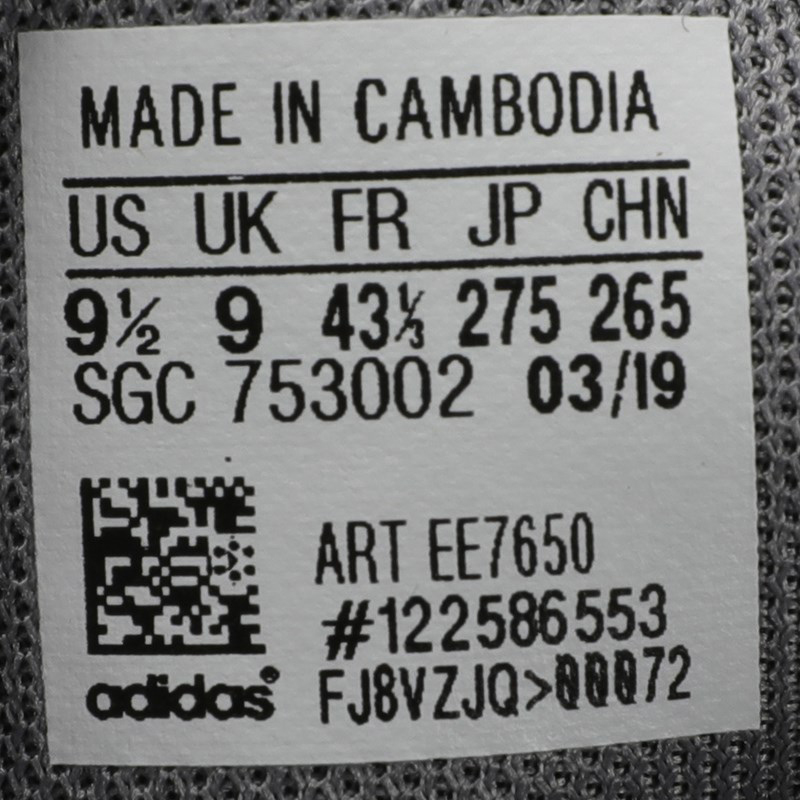 MADE IN CAMBODIA
US UK FR JP CHN
9½ 9 43⅓ 275 265
SGC 753002 03/19
ART EE7650
#122586553
adidas® FJ8VZJQ>00072